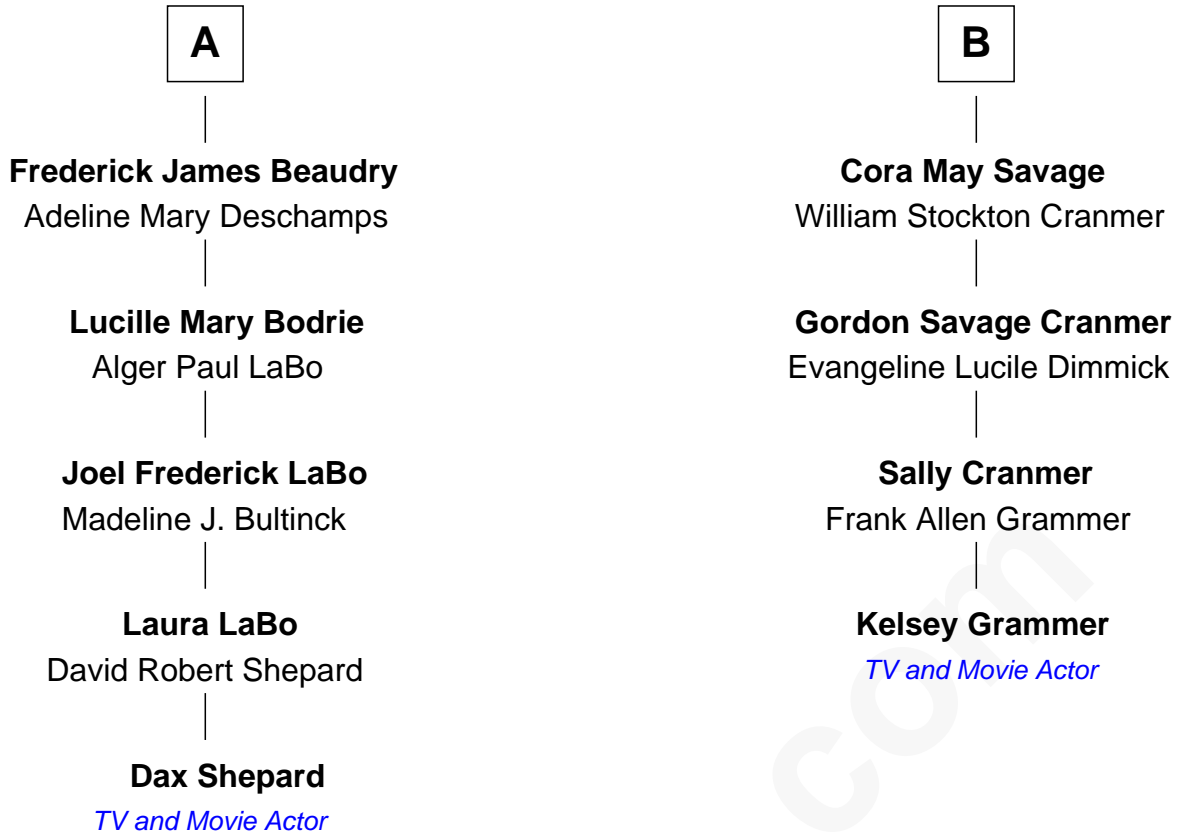 A
Frederick James Beaudry
Adeline Mary Deschamps
Lucille Mary Bodrie
Alger Paul LaBo
Joel Frederick LaBo
Madeline J. Bultinck
Laura LaBo
David Robert Shepard
Dax Shepard
TV and Movie Actor
B
Cora May Savage
William Stockton Cranmer
Gordon Savage Cranmer
Evangeline Lucile Dimmick
Sally Cranmer
Frank Allen Grammer
Kelsey Grammer
TV and Movie Actor
com